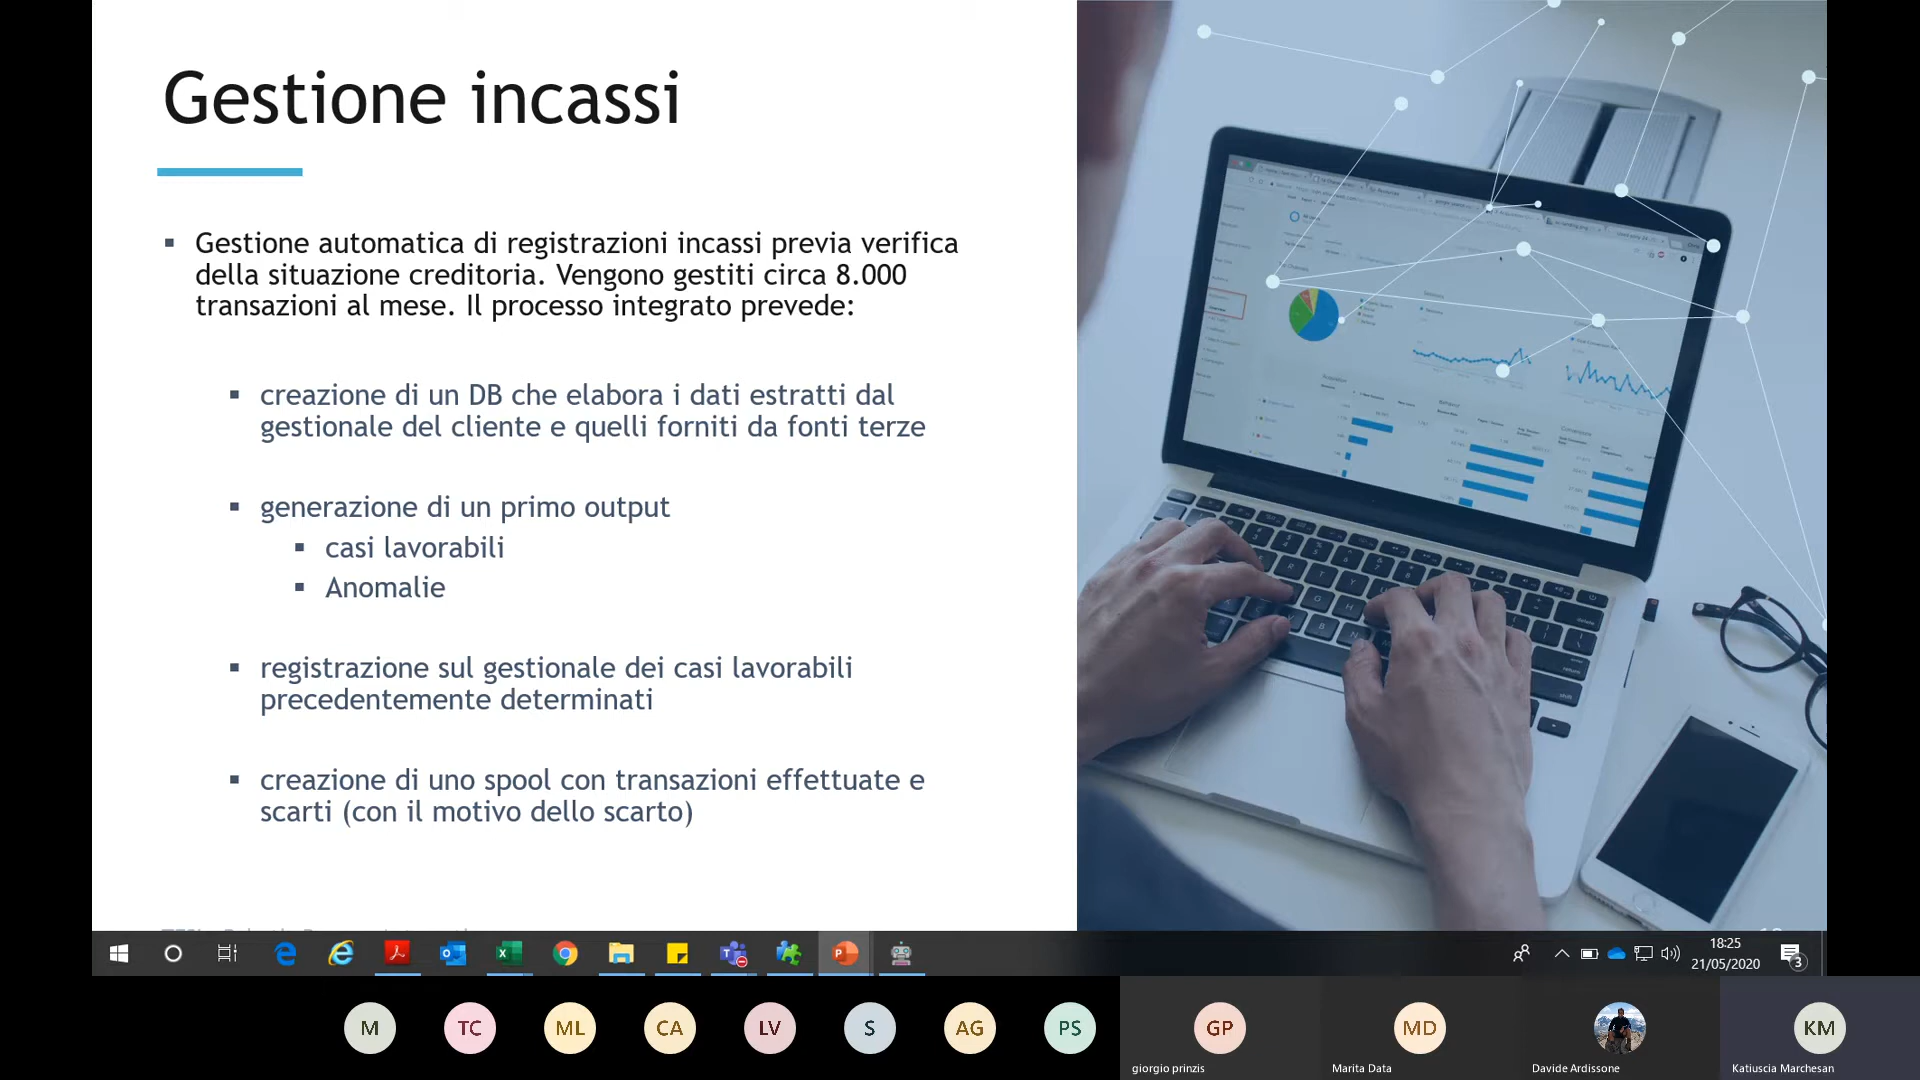 Gestione incassi
Gestione automatica di registrazioni incassi previa verifica
della situazione creditoria. Vengono gestiti circa 8.000
transazioni al mese. Il processo integrato prevede:
creazione di un DB che elabora i dati estratti dal
gestionale del cliente e quelli forniti da fonti terze
generazione di un primo output
casi lavorabili
Anomalie
registrazione sul gestionale dei casi lavorabili
precedentemente determinati
creazione di uno spool con transazioni effettuate e
scarti (con il motivo dello scarto)
18:25
21/05/2020
3
M TC ML CA LV S AG PS GP MD KM
giorgio prinzis Marita Data Davide Ardissone Katiuscia Marchesan